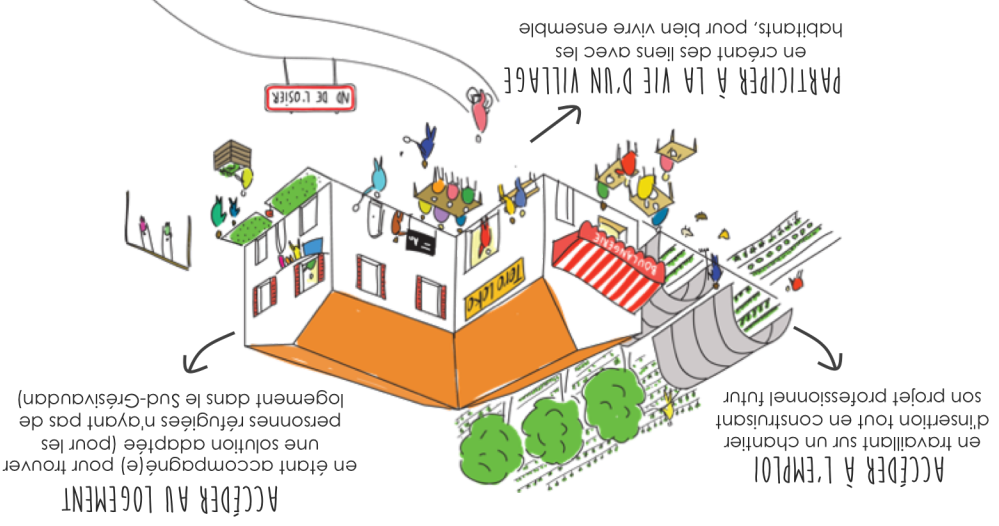 ACCÉDER À L'EMPLOI
en travaillant sur un chantier
d'insertion tout en construisant
son projet professionnel futur
ACCÉDER AU LOGEMENT
en étant accompagné(e) pour trouver
une solution adaptée (pour les
personnes réfugiées n'ayant pas de
logement dans le Sud-Grésivaudan)
BOULANGERIE
Tero Loko
PARTICIPER À LA VIE D'UN VILLAGE
en créant des liens avec les
habitants, pour bien vivre ensemble
ND DE L'OSIER